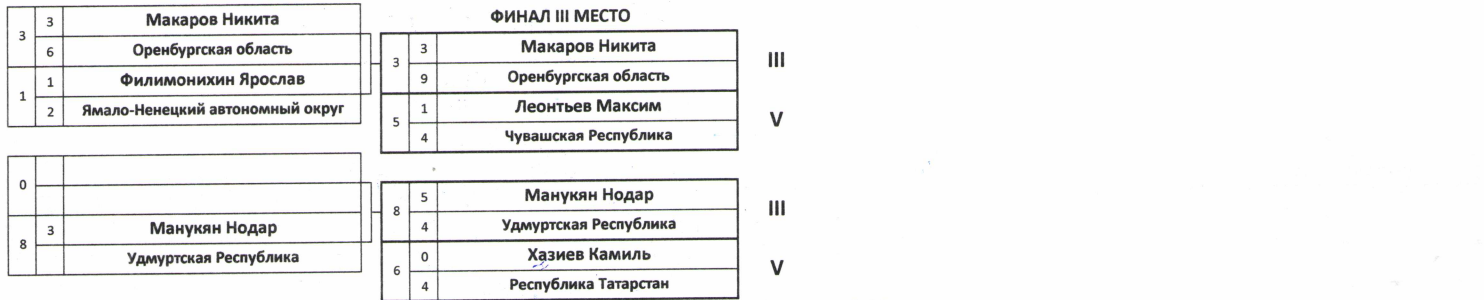 3 3 Макаров Никита
6 Оренбургская область
1 1 Филимонихин Ярослав
2 Ямало-Ненецкий автономный округ
0
8 3 Манукян Нодар
Удмуртская Республика
ФИНАЛ III МЕСТО
3 3 Макаров Никита III
9 Оренбургская область
5 1 Леонтьев Максим V
4 Чувашская Республика
8 5 Манукян Нодар III
4 Удмуртская Республика
6 0 Хазиев Камиль V
4 Республика Татарстан